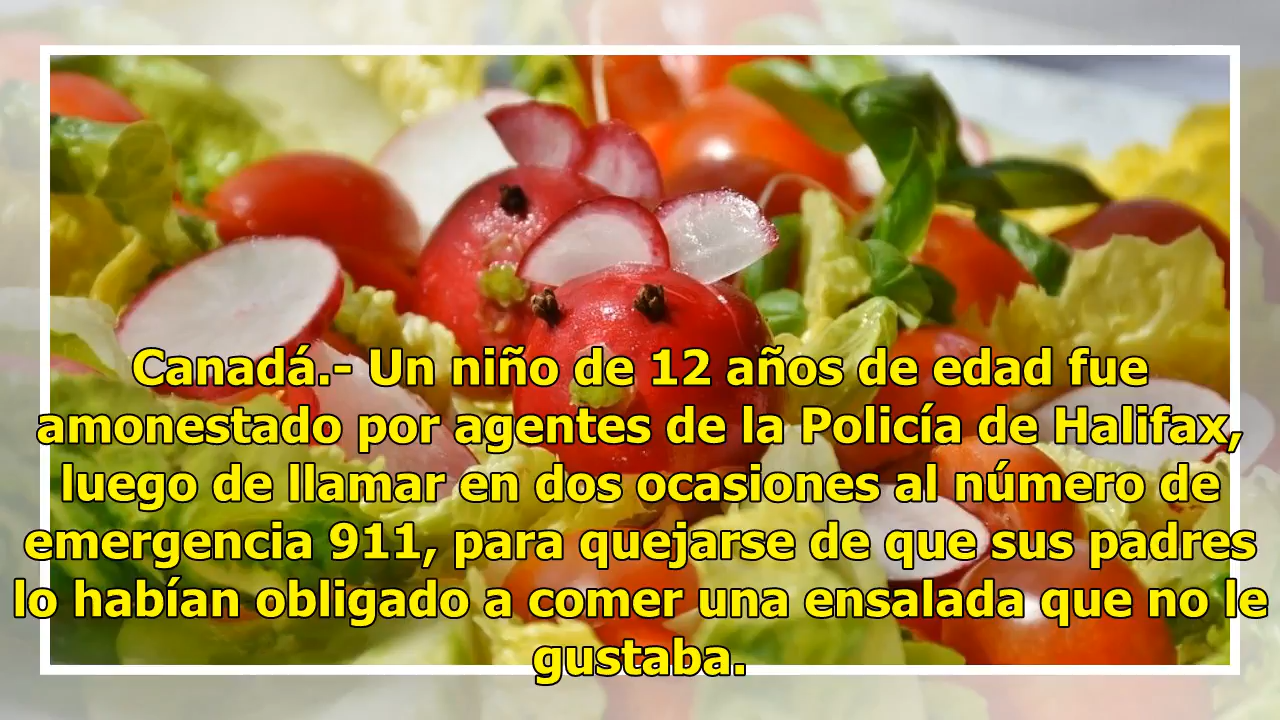 Canadá.- Un niño de 12 años de edad fue
amonestado por agentes de la Policía de Halifax,
luego de llamar en dos ocasiones al número de
emergencia 911, para quejarse de que sus padres
lo habían obligado a comer una ensalada que no le
gustaba.